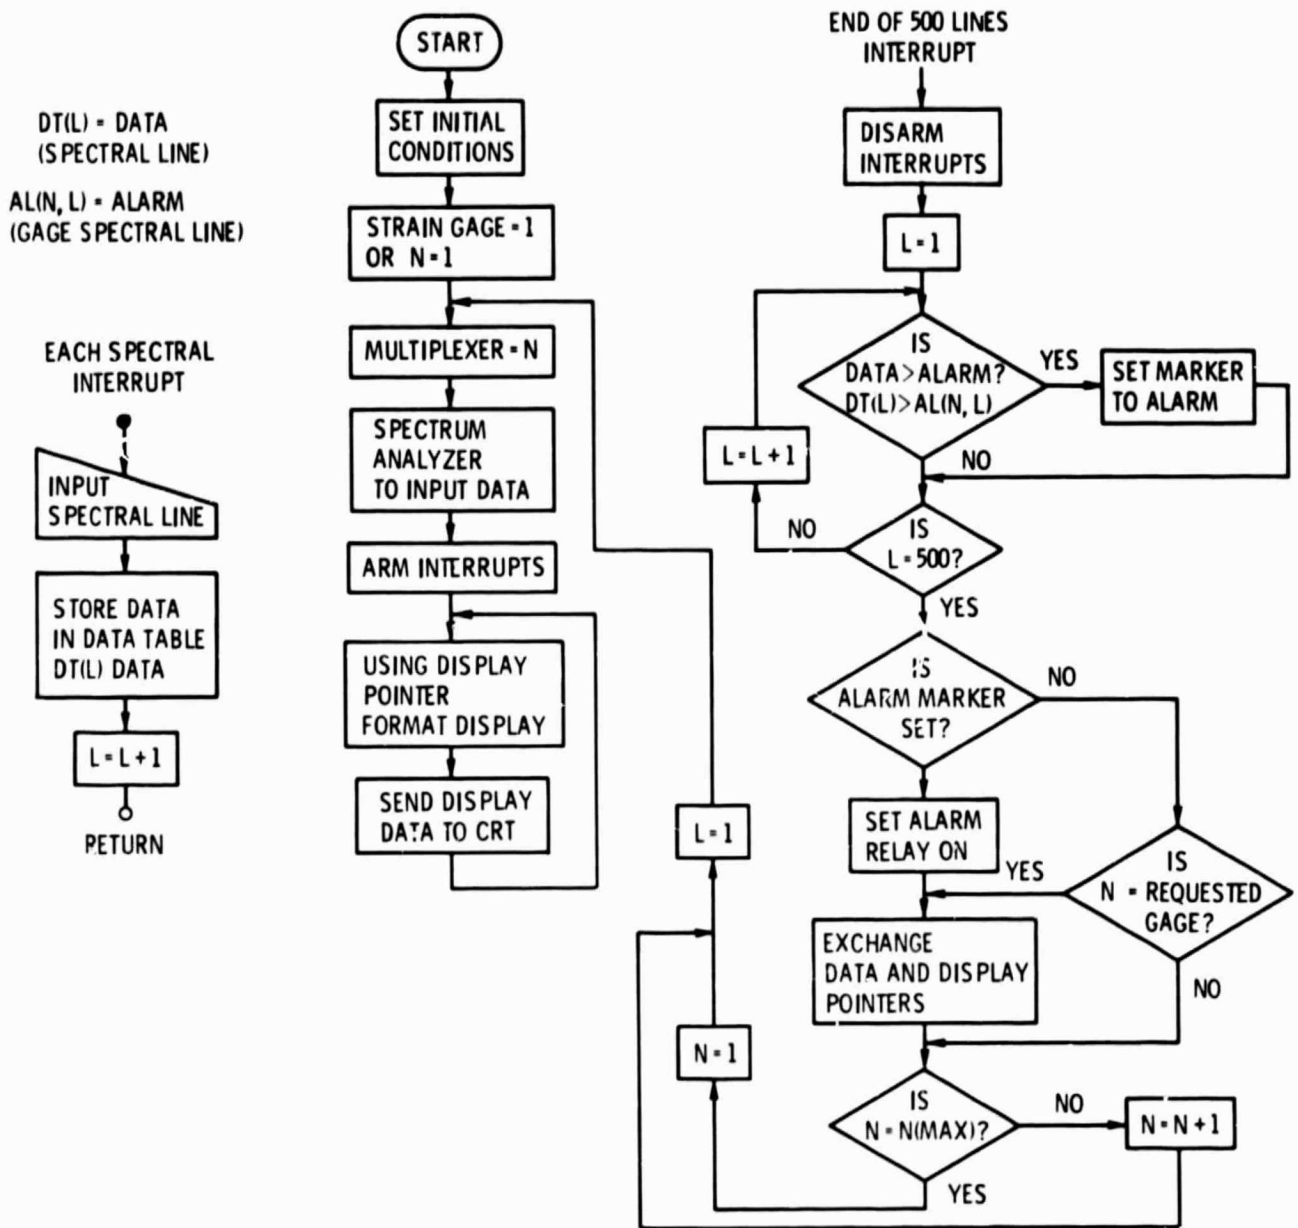 DT(L) = DATA
(SPECTRAL LINE)
AL(N, L) = ALARM
(GAGE SPECTRAL LINE)
EACH SPECTRAL
INTERRUPT
INPUT
SPECTRAL LINE
STORE DATA
IN DATA TABLE
DT(L) DATA
L = L + 1
RETURN
START
SET INITIAL
CONDITIONS
STRAIN GAGE = 1
OR N = 1
MULTIPLEXER = N
SPECTRUM
ANALYZER
TO INPUT DATA
ARM INTERRUPTS
USING DISPLAY
POINTER
FORMAT DISPLAY
SEND DISPLAY
DATA TO CRT
END OF 500 LINES
INTERRUPT
DISARM
INTERRUPTS
L = 1
IS
DATA > ALARM?
DT(L) > AL(N, L)
YES
SET MARKER
TO ALARM
NO
L = L + 1
IS
L = 500?
NO
YES
IS
ALARM MARKER
SET?
NO
SET ALARM
RELAY ON
YES
IS
N = REQUESTED
GAGE?
NO
EXCHANGE
DATA AND DISPLAY
POINTERS
IS
N = N(MAX)?
NO
N = N + 1
YES
N = 1
L = 1